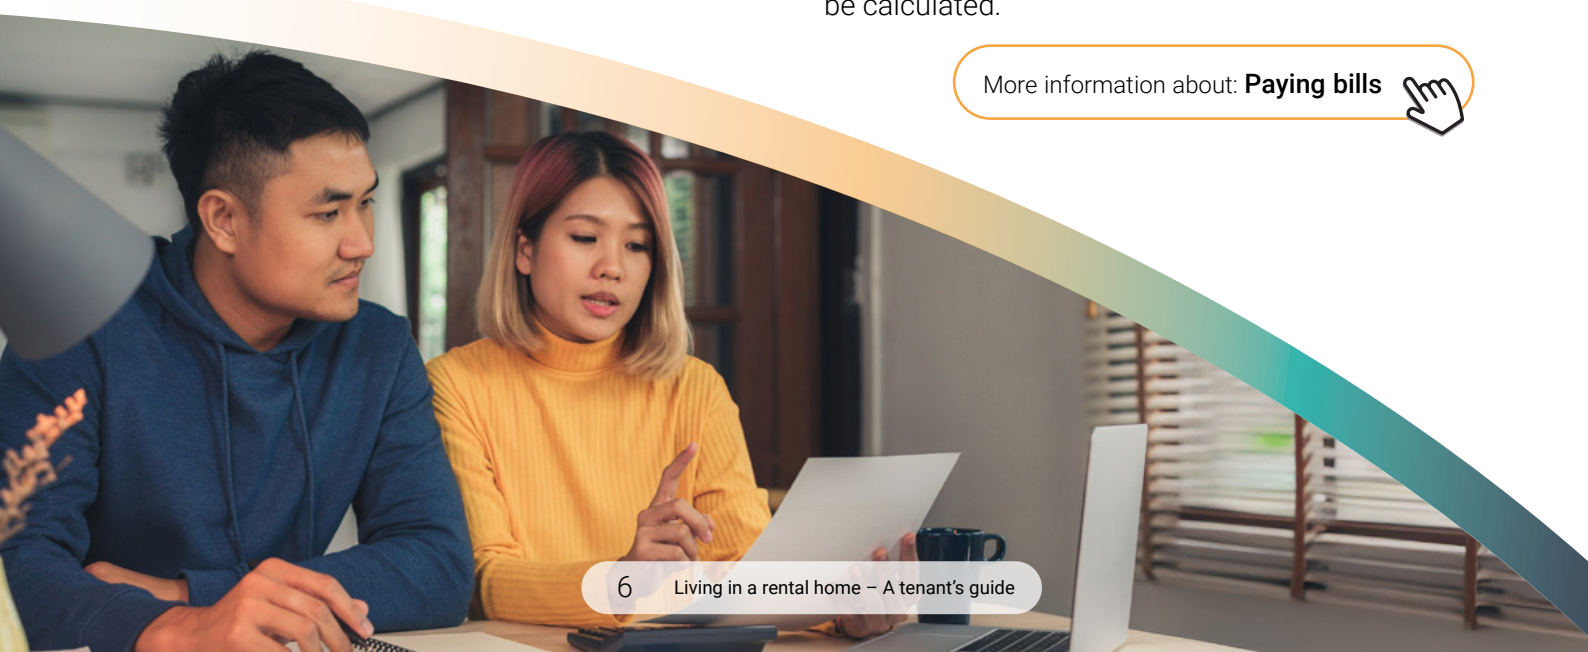 be calculated.
More information about: Paying bills
6 Living in a rental home – A tenant's guide